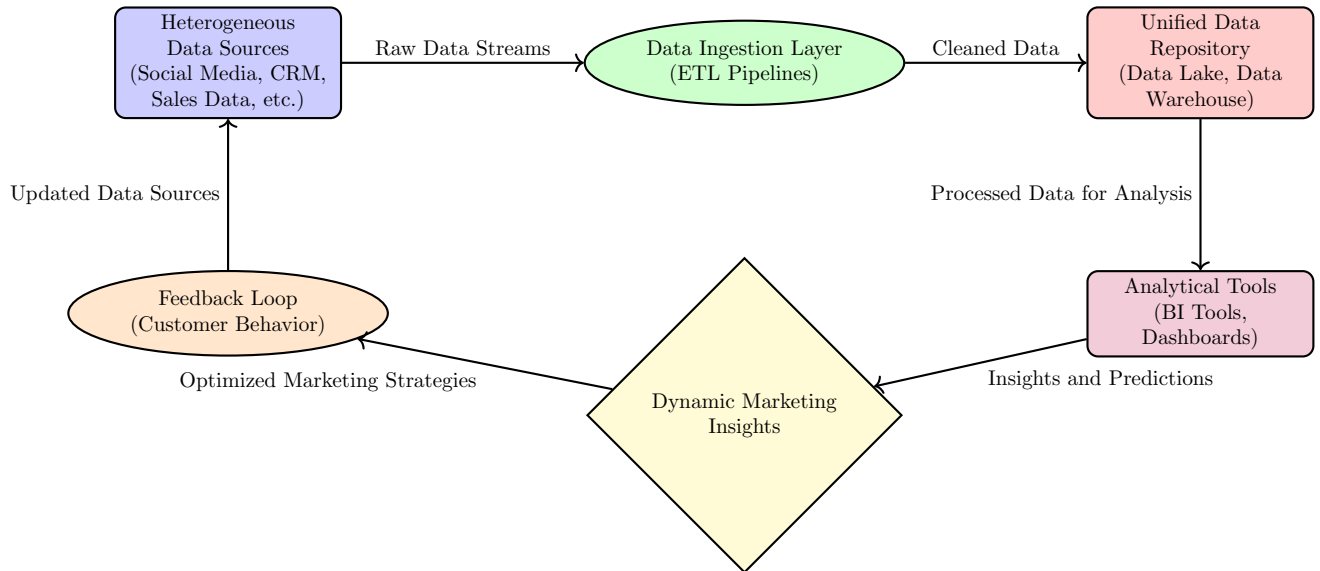 Heterogeneous
Data Sources
(Social Media, CRM,
Sales Data, etc.)
Raw Data Streams
Data Ingestion Layer
(ETL Pipelines)
Cleaned Data
Unified Data
Repository
(Data Lake, Data
Warehouse)
Updated Data Sources
Processed Data for Analysis
Feedback Loop
(Customer Behavior)
Analytical Tools
(BI Tools,
Dashboards)
Optimized Marketing Strategies
Insights and Predictions
Dynamic Marketing
Insights